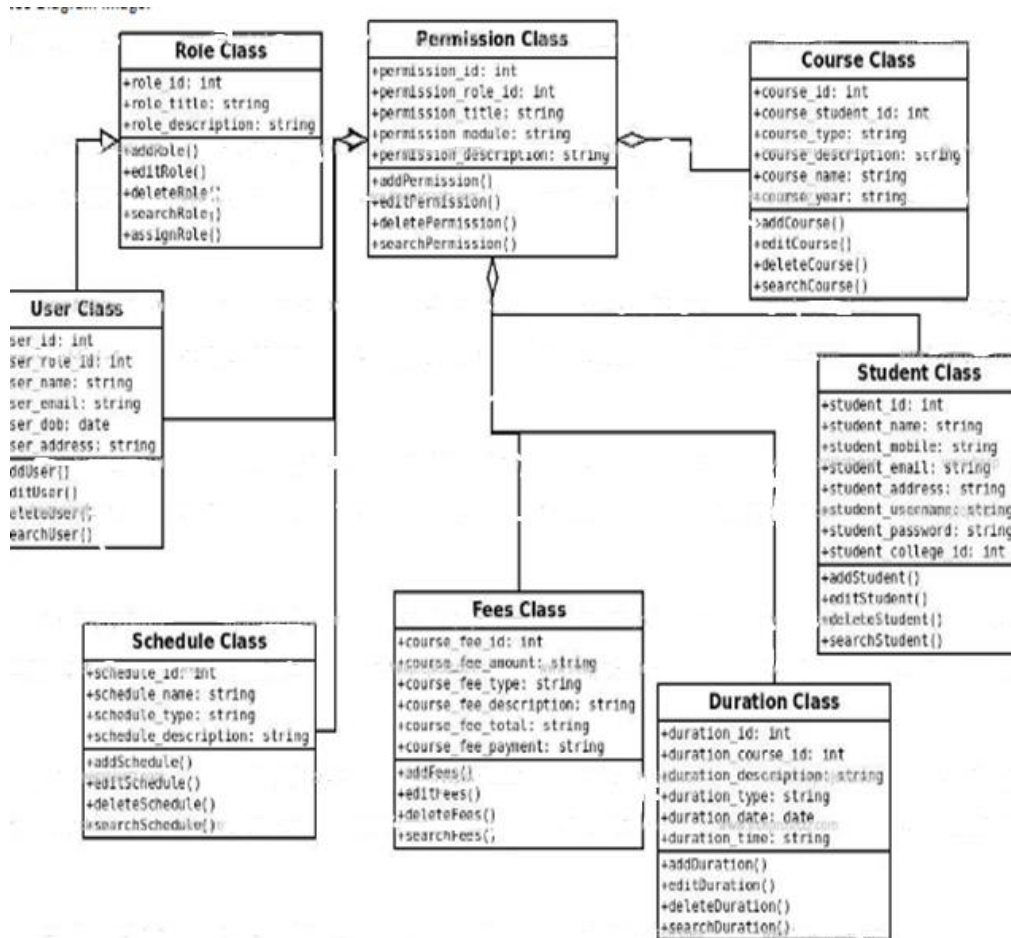 Role Class
+role_id: int
+role_title: string
+role_description: string
+addRole()
+editRole()
+deleteRole()
+searchRole()
+assignRole()
Permission Class
+permission_id: int
+permission_role_id: int
+permission_title: string
+permission_module: string
+permission_description: string
+addPermission()
+editPermission()
+deletePermission()
+searchPermission()
Course Class
+course_id: int
+course_student_id: int
+course_type: string
+course_description: string
+course_name: string
+course_year: string
+addCourse()
+editCourse()
+deleteCourse()
+searchCourse()
User Class
ser_id: int
ser_role_id: int
ser_name: string
ser_email: string
ser_dob: date
ser_address: string
ddUser()
ditUser()
eleteUser()
earchUser()
Student Class
+student_id: int
+student_name: string
+student_mobile: string
+student_email: string
+student_address: string
+student_username: string
+student_password: string
+student_college_id: int
+addStudent()
+editStudent()
+deleteStudent()
+searchStudent()
Schedule Class
+schedule_id: int
+schedule_name: string
+schedule_type: string
+schedule_description: string
+addSchedule()
+editSchedule()
+deleteSchedule()
+searchSchedule()
Fees Class
+course_fee_id: int
+course_fee_amount: string
+course_fee_type: string
+course_fee_description: string
+course_fee_total: string
+course_fee_payment: string
+addFees()
+editFees()
+deleteFees()
+searchFees()
Duration Class
+duration_id: int
+duration_course_id: int
+duration_description: string
+duration_type: string
+duration_date: date
+duration_time: string
+addDuration()
+editDuration()
+deleteDuration()
+searchDuration()